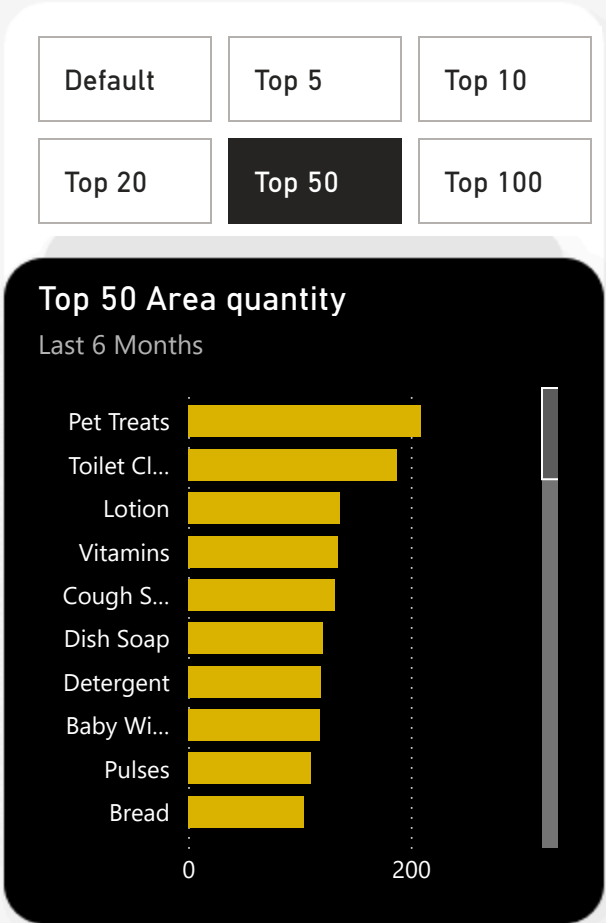 Default
Top 5
Top 10
Top 20
Top 50
Top 100
Top 50 Area quantity
Last 6 Months
Pet Treats
Toilet Cl...
Lotion
Vitamins
Cough S...
Dish Soap
Detergent
Baby Wi...
Pulses
Bread
0
200